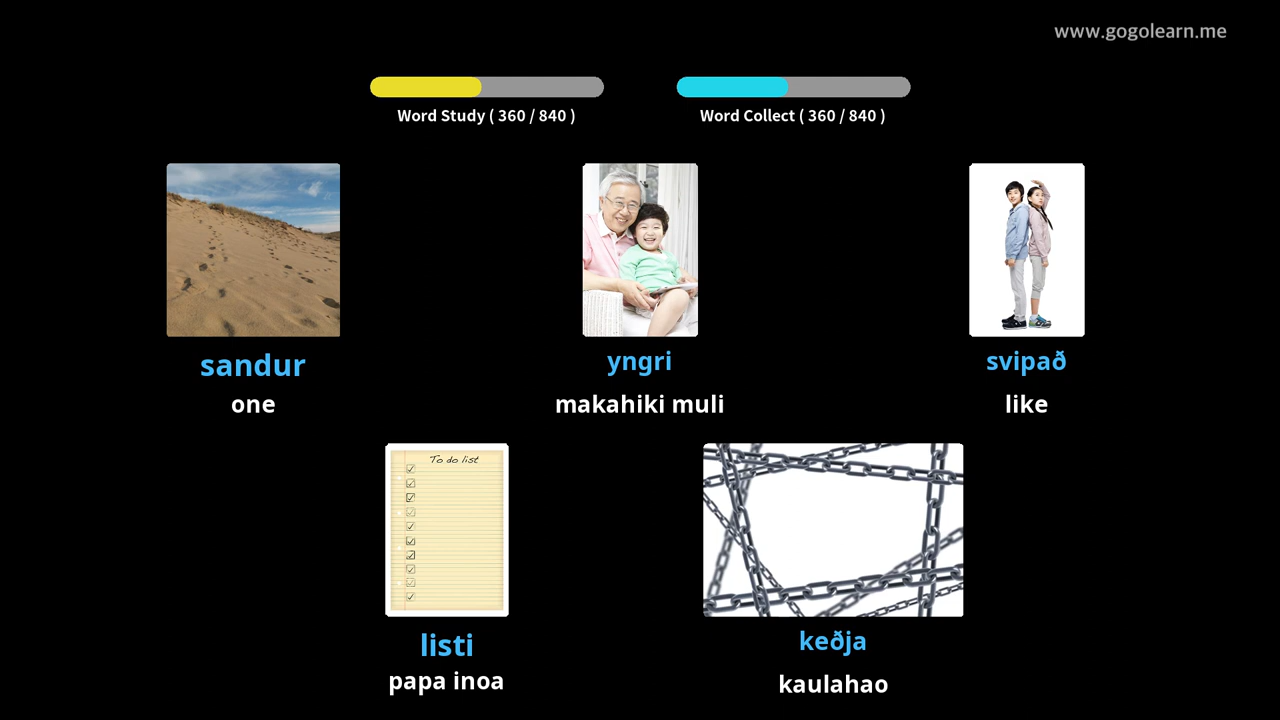 www.gogolearn.me
Word Study ( 360 / 840 )
Word Collect ( 360 / 840 )
sandur
one
yngri
makahiki muli
svipað
like
To do list
listi
papa inoa
keðja
kaulahao